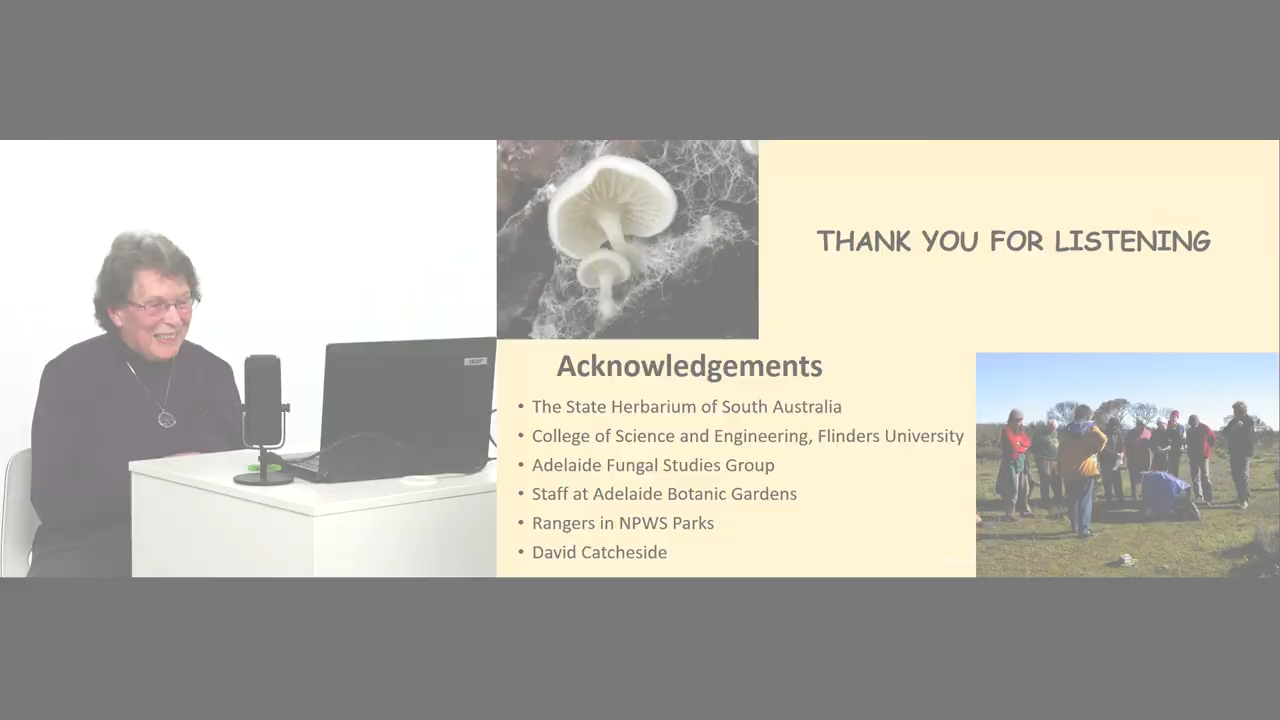 THANK YOU FOR LISTENING
Acknowledgements
• The State Herbarium of South Australia
• College of Science and Engineering, Flinders University
• Adelaide Fungal Studies Group
• Staff at Adelaide Botanic Gardens
• Rangers in NPWS Parks
• David Catcheside